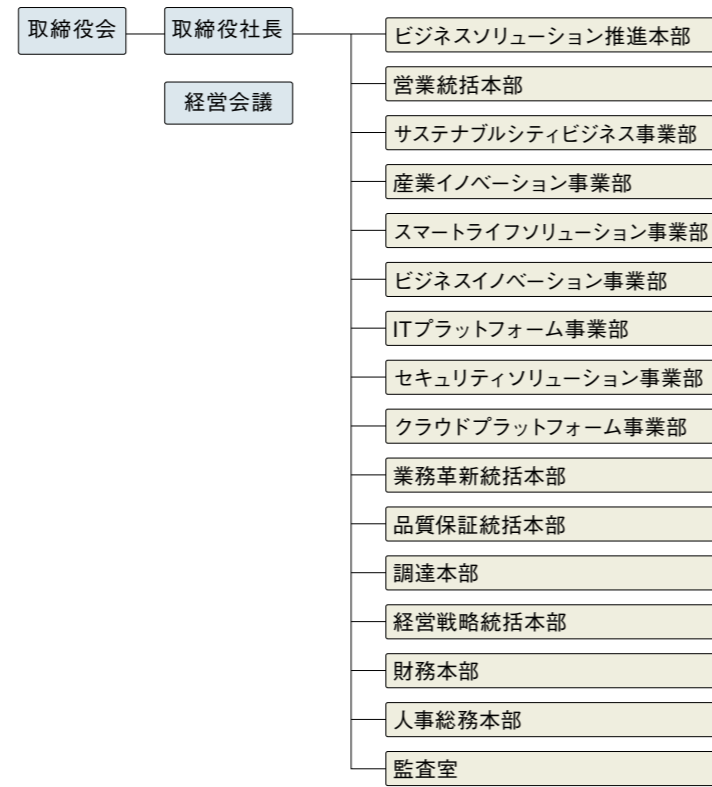 取締役会
取締役社長
経営会議
ビジネスソリューション推進本部
営業統括本部
サステナブルシティビジネス事業部
産業イノベーション事業部
スマートライフソリューション事業部
ビジネスイノベーション事業部
ITプラットフォーム事業部
セキュリティソリューション事業部
クラウドプラットフォーム事業部
業務革新統括本部
品質保証統括本部
調達本部
経営戦略統括本部
財務本部
人事総務本部
監査室